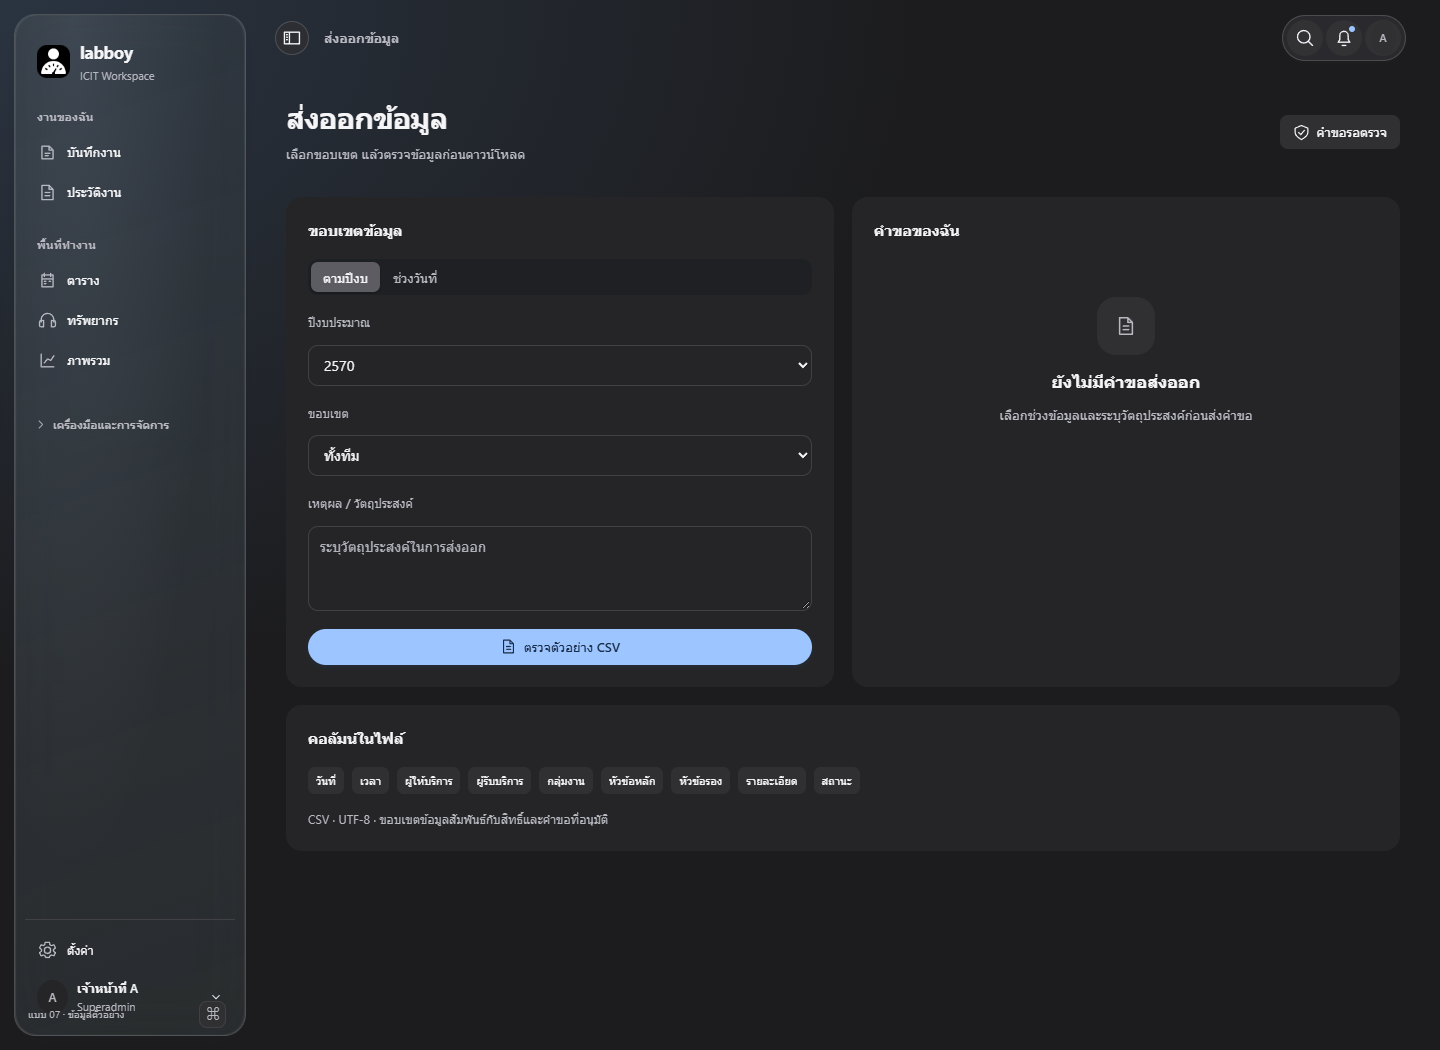 labboy
ICIT Workspace
งานของฉัน
บันทึกงาน
ประวัติงาน
พื้นที่ทำงาน
ตาราง
ทรัพยากร
ภาพรวม
เครื่องมือและการจัดการ
ตั้งค่า
A
เจ้าหน้าที่ A
Superadmin
แบบ 07 · ข้อมูลตัวอย่าง
ส่งออกข้อมูล
A
ส่งออกข้อมูล
เลือกขอบเขต แล้วตรวจข้อมูลก่อนดาวน์โหลด
คำขอรอตรวจ
ขอบเขตข้อมูล
ตามปีงบ ช่วงวันที่
ปีงบประมาณ
2570
ขอบเขต
ทั้งทีม
เหตุผล / วัตถุประสงค์
ระบุวัตถุประสงค์ในการส่งออก
ตรวจตัวอย่าง CSV
คำขอของฉัน
ยังไม่มีคำขอส่งออก
เลือกช่วงข้อมูลและระบุวัตถุประสงค์ก่อนส่งคำขอ
คอลัมน์ในไฟล์
วันที่ เวลา ผู้ให้บริการ ผู้รับบริการ กลุ่มงาน หัวข้อหลัก หัวข้อรอง รายละเอียด สถานะ
CSV · UTF-8 · ขอบเขตข้อมูลสัมพันธ์กับสิทธิ์และคำขอที่อนุมัติ